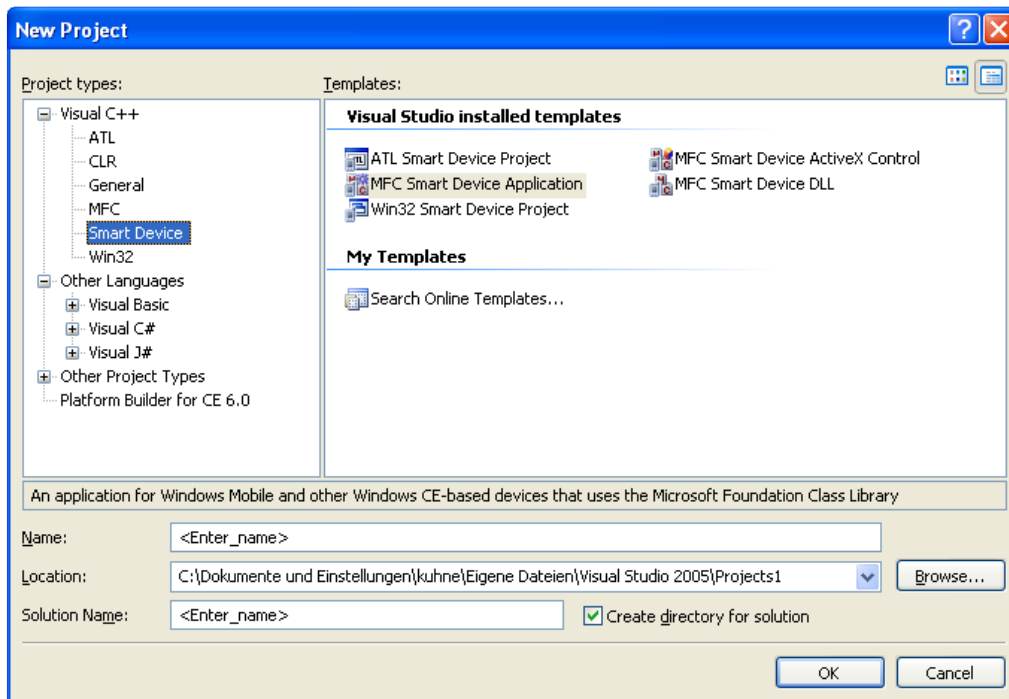 New Project
Project types:
Templates:
Visual C++
ATL
CLR
General
MFC
Smart Device
Win32
Other Languages
Visual Basic
Visual C#
Visual J#
Other Project Types
Platform Builder for CE 6.0
Visual Studio installed templates
ATL Smart Device Project
MFC Smart Device ActiveX Control
MFC Smart Device Application
MFC Smart Device DLL
Win32 Smart Device Project
My Templates
Search Online Templates...
An application for Windows Mobile and other Windows CE-based devices that uses the Microsoft Foundation Class Library
Name:
<Enter_name>
Location:
C:\Dokumente und Einstellungen\kuhne\Eigene Dateien\Visual Studio 2005\Projects1
Browse...
Solution Name:
<Enter_name>
Create directory for solution
OK
Cancel